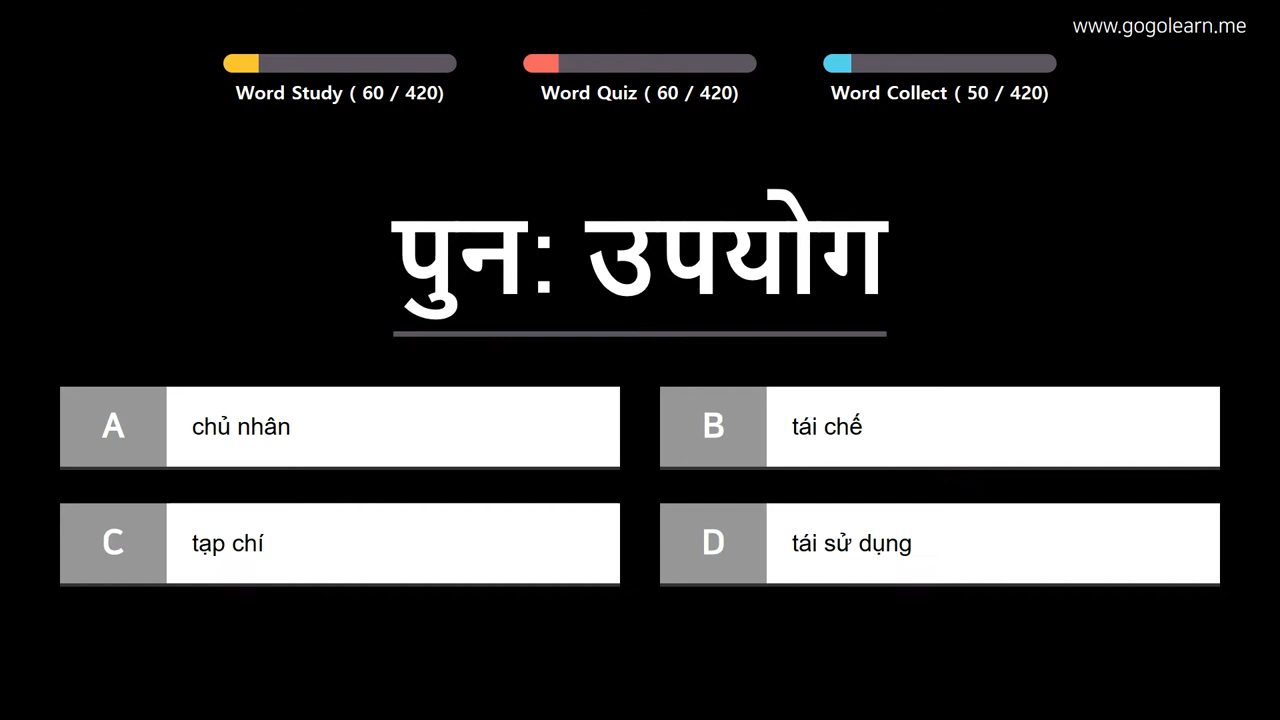 www.gogolearn.me
Word Study ( 60 / 420)
Word Quiz ( 60 / 420)
Word Collect ( 50 / 420)
पुन: उपयोग
A chủ nhân
B tái chế
C tạp chí
D tái sử dụng